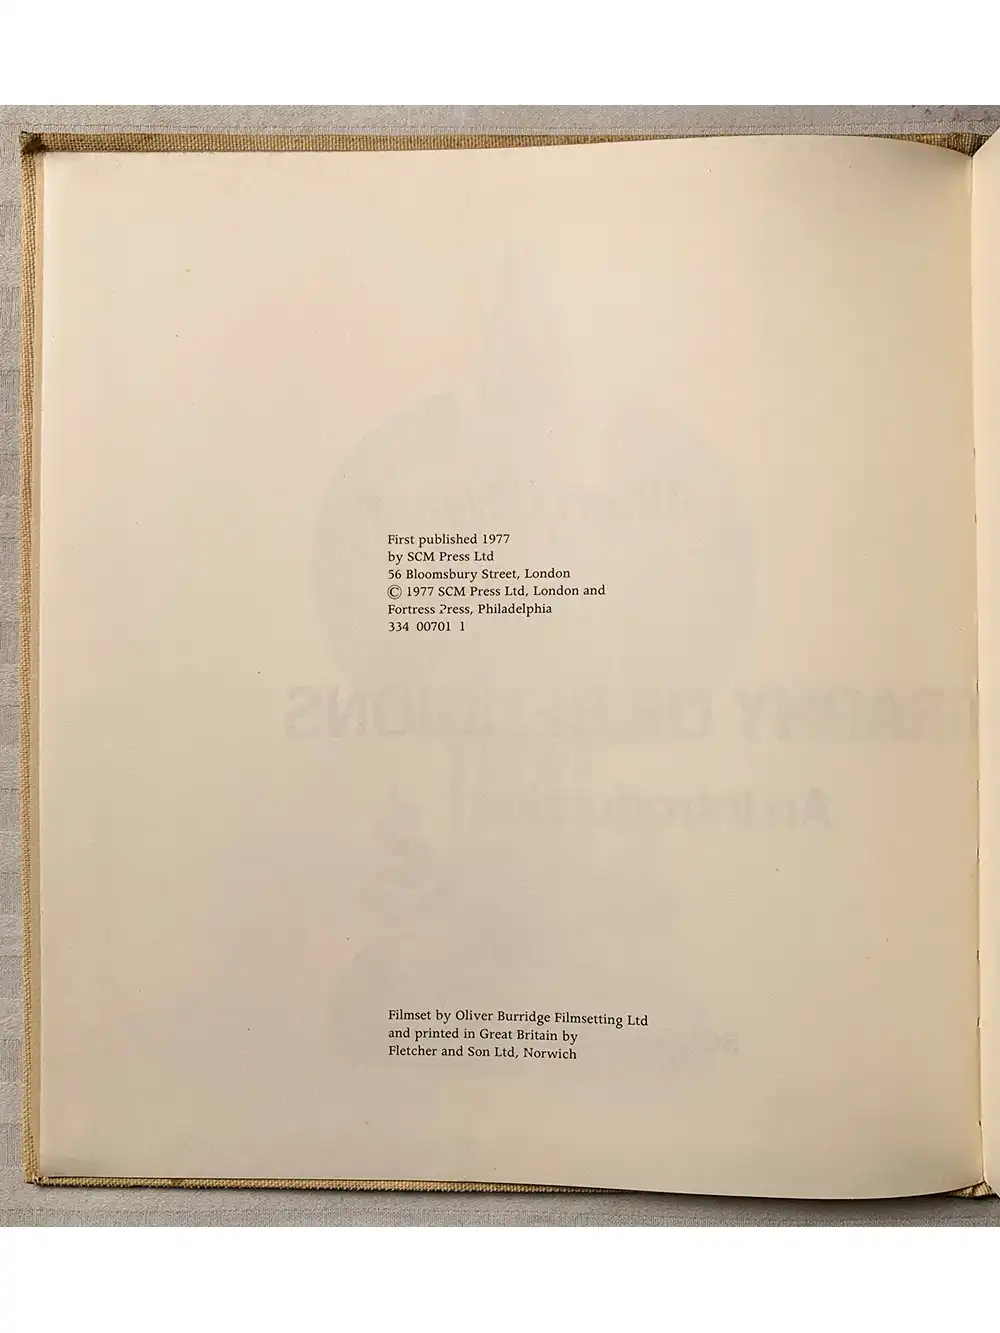 First published 1977
by SCM Press Ltd
56 Bloomsbury Street, London
© 1977 SCM Press Ltd, London and
Fortress Press, Philadelphia
334 00701 1
Filmset by Oliver Burridge Filmsetting Ltd
and printed in Great Britain by
Fletcher and Son Ltd, Norwich